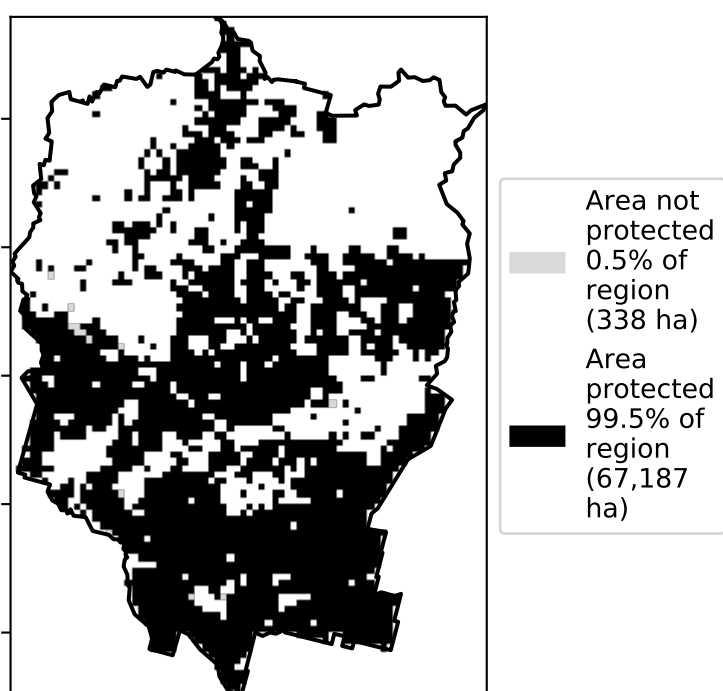 Area not
protected
0.5% of
region
(338 ha)
Area
protected
99.5% of
region
(67,187
ha)